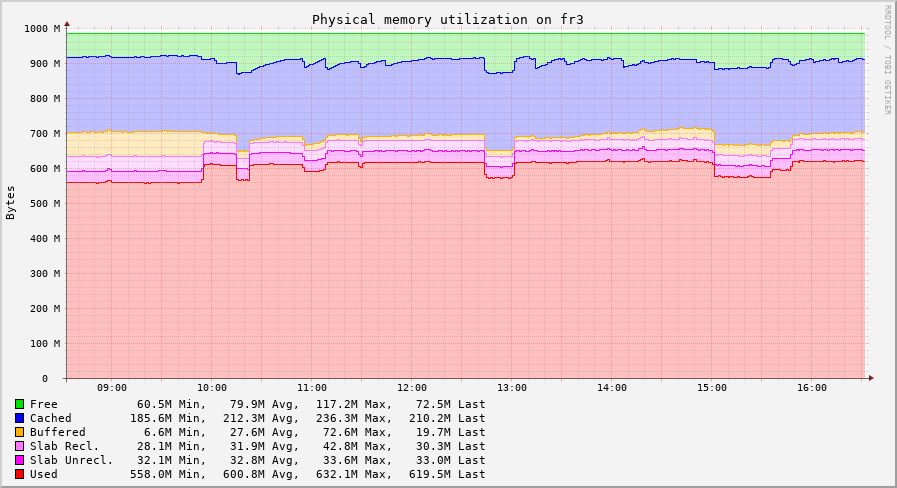 Physical memory utilization on fr3
RRDTOOL / TOBI OETIKER
Bytes
1000 M
900 M
800 M
700 M
600 M
500 M
400 M
300 M
200 M
100 M
0
09:00 10:00 11:00 12:00 13:00 14:00 15:00 16:00
Free 60.5M Min, 79.9M Avg, 117.2M Max, 72.5M Last
Cached 185.6M Min, 212.3M Avg, 236.3M Max, 210.2M Last
Buffered 6.6M Min, 27.6M Avg, 72.6M Max, 19.7M Last
Slab Recl. 28.1M Min, 31.9M Avg, 42.8M Max, 30.3M Last
Slab Unrecl. 32.1M Min, 32.8M Avg, 33.6M Max, 33.0M Last
Used 558.0M Min, 600.8M Avg, 632.1M Max, 619.5M Last